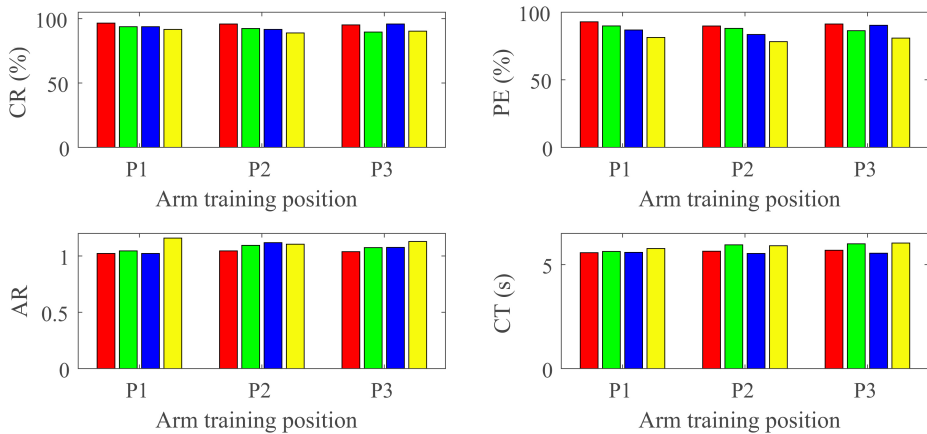 100
50
0
CR (%)
P1 P2 P3
Arm training position
100
50
0
PE (%)
P1 P2 P3
Arm training position
1
0.5
0
AR
P1 P2 P3
Arm training position
5
0
CT (s)
P1 P2 P3
Arm training position